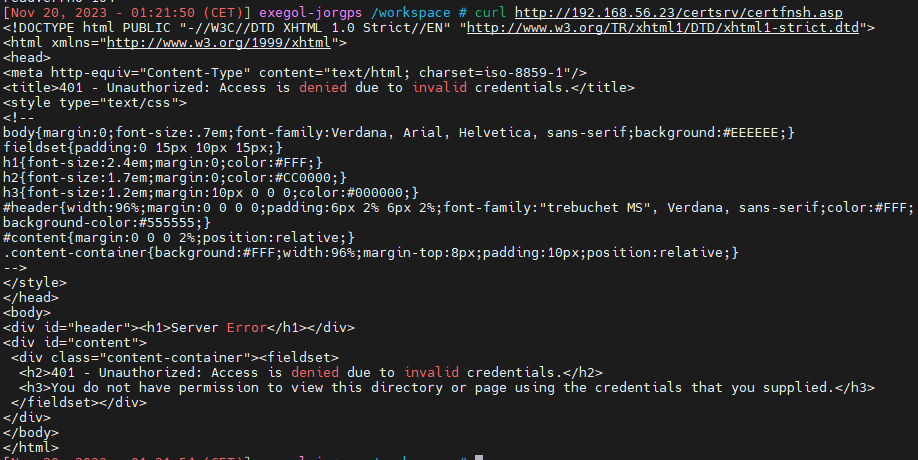 [Nov 20, 2023 - 01:21:50 (CET)] exegol-jorgps /workspace # curl http://192.168.56.23/certsrv/certfnsh.asp
<!DOCTYPE html PUBLIC "-//W3C//DTD XHTML 1.0 Strict//EN" "http://www.w3.org/TR/xhtml1/DTD/xhtml1-strict.dtd">
<html xmlns="http://www.w3.org/1999/xhtml">
<head>
<meta http-equiv="Content-Type" content="text/html; charset=iso-8859-1"/>
<title>401 - Unauthorized: Access is denied due to invalid credentials.</title>
<style type="text/css">
<!--
body{margin:0;font-size:.7em;font-family:Verdana, Arial, Helvetica, sans-serif;background:#EEEEEE;}
fieldset{padding:0 15px 10px 15px;}
h1{font-size:2.4em;margin:0;color:#FFF;}
h2{font-size:1.7em;margin:0;color:#CC0000;}
h3{font-size:1.2em;margin:10px 0 0 0;color:#000000;}
#header{width:96%;margin:0 0 0 0;padding:6px 2% 6px 2%;font-family:"trebuchet MS", Verdana, sans-serif;color:#FFF;
background-color:#555555;}
#content{margin:0 0 0 2%;position:relative;}
.content-container{background:#FFF;width:96%;margin-top:8px;padding:10px;position:relative;}
-->
</style>
</head>
<body>
<div id="header"><h1>Server Error</h1></div>
<div id="content">
 <div class="content-container"><fieldset>
  <h2>401 - Unauthorized: Access is denied due to invalid credentials.</h2>
  <h3>You do not have permission to view this directory or page using the credentials that you supplied.</h3>
 </fieldset></div>
</div>
</body>
</html>